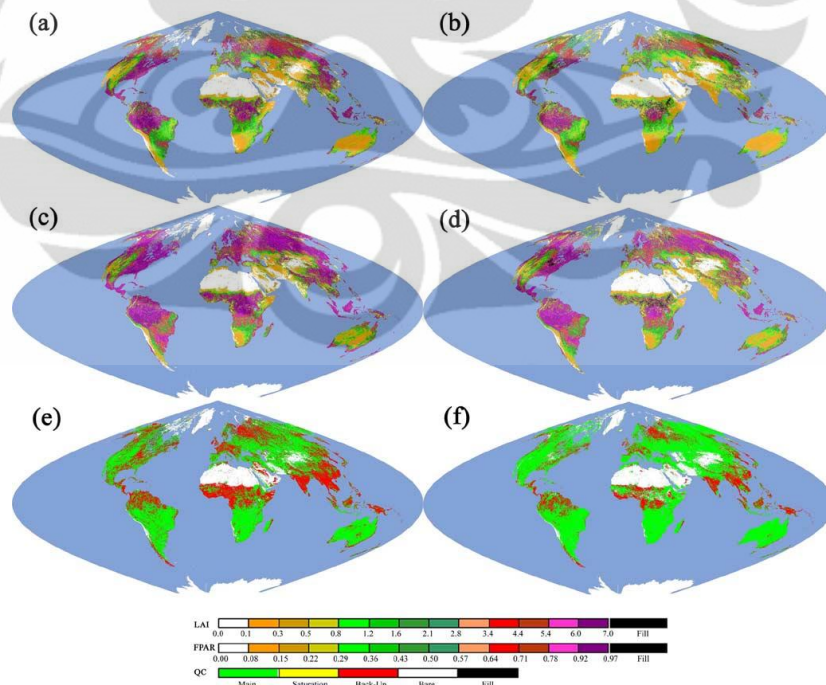 (a)
(b)
(c)
(d)
(e)
(f)
LAI
0.0 0.1 0.3 0.5 0.8 1.2 1.6 2.1 2.8 3.4 4.4 5.4 6.0 7.0 Fill
FPAR
0.00 0.08 0.15 0.22 0.29 0.36 0.43 0.50 0.57 0.64 0.71 0.78 0.92 0.97 Fill
QC
Main Saturation Back-Up Bare Fill